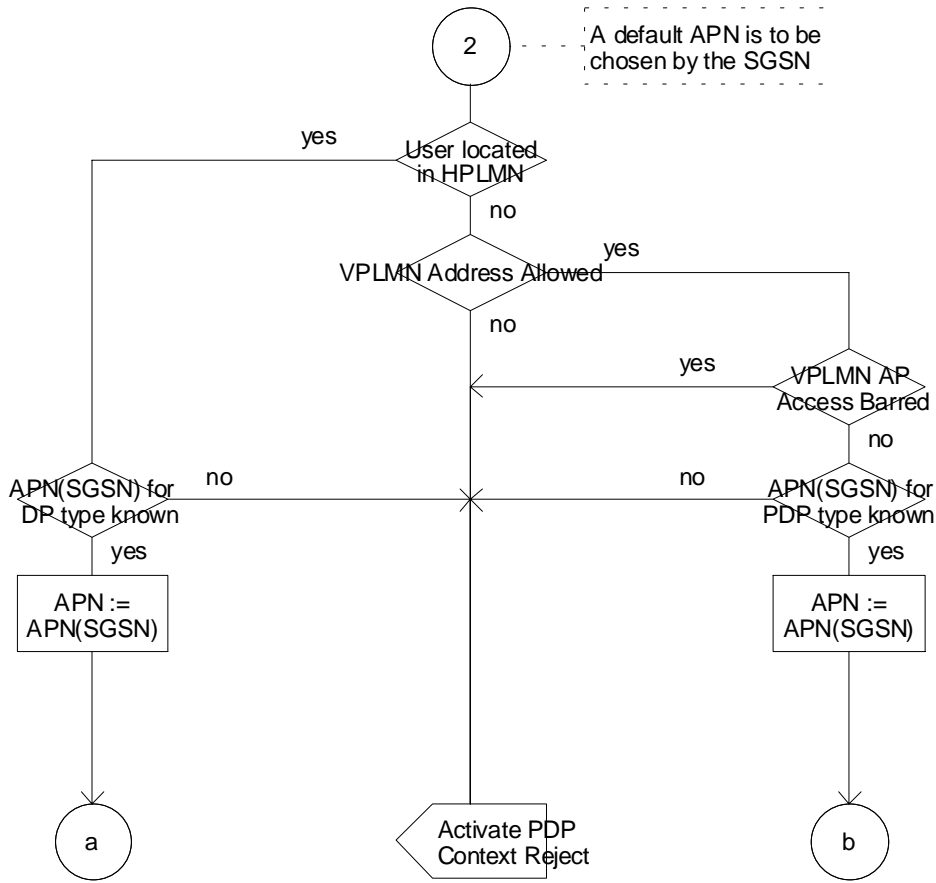 2
A default APN is to be
chosen by the SGSN
yes
User located
in HPLMN
no
yes
VPLMN Address Allowed
no
yes
VPLMN AP
Access Barred
no
APN(SGSN) for
DP type known
no
no
APN(SGSN) for
PDP type known
yes
yes
APN :=
APN(SGSN)
APN :=
APN(SGSN)
a
Activate PDP
Context Reject
b